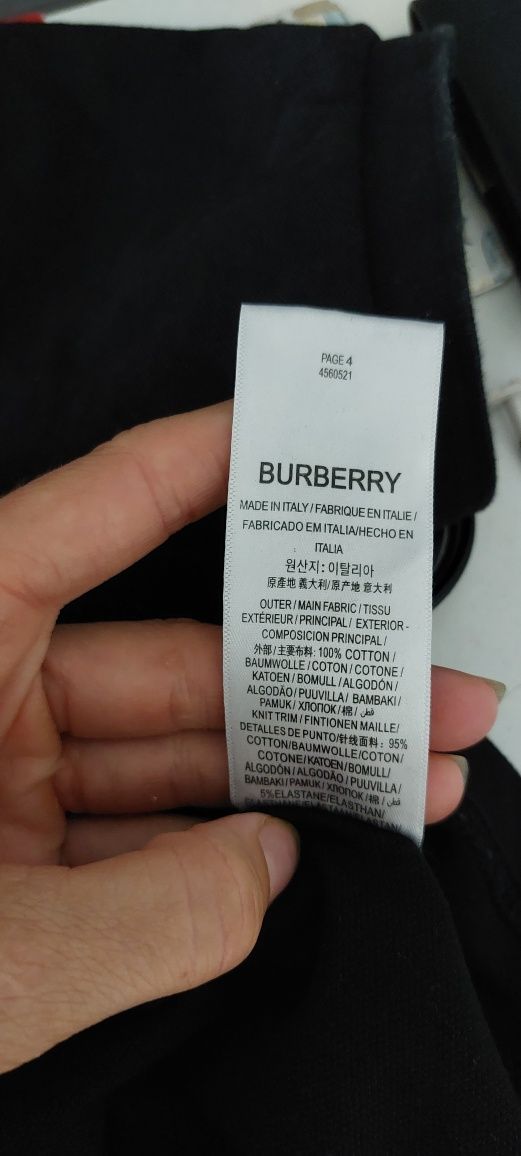 PAGE 4
4560521
BURBERRY
MADE IN ITALY / FABRIQUE EN ITALIE /
FABRICADO EM ITALIA/HECHO EN
ITALIA
원산지: 이탈리아
原產地 義大利/原产地 意大利
OUTER / MAIN FABRIC / TISSU
EXTÉRIEUR / PRINCIPAL / EXTERIOR -
COMPOSICION PRINCIPAL /
外部 / 主要布料: 100% COTTON /
BAUMWOLLE / COTON / COTONE /
KATOEN / BOMULL / ALGODÓN /
ALGODÃO / PUUVILLA / BAMBAKI /
PAMUK / ХЛОПОК / 棉 / قطن
KNIT TRIM / FINTIONEN MAILLE/
DETALLES DE PUNTO/针线面料: 95%
COTTON/BAUMWOLLE/COTON/
COTONE / KATOEN / BOMULL/
ALGODÓN / ALGODÃO / PUUVILLA /
BAMBAKI / PAMUK / ХЛОПОК / 棉 / قطن
5% ELASTANE / ELASTHAN/